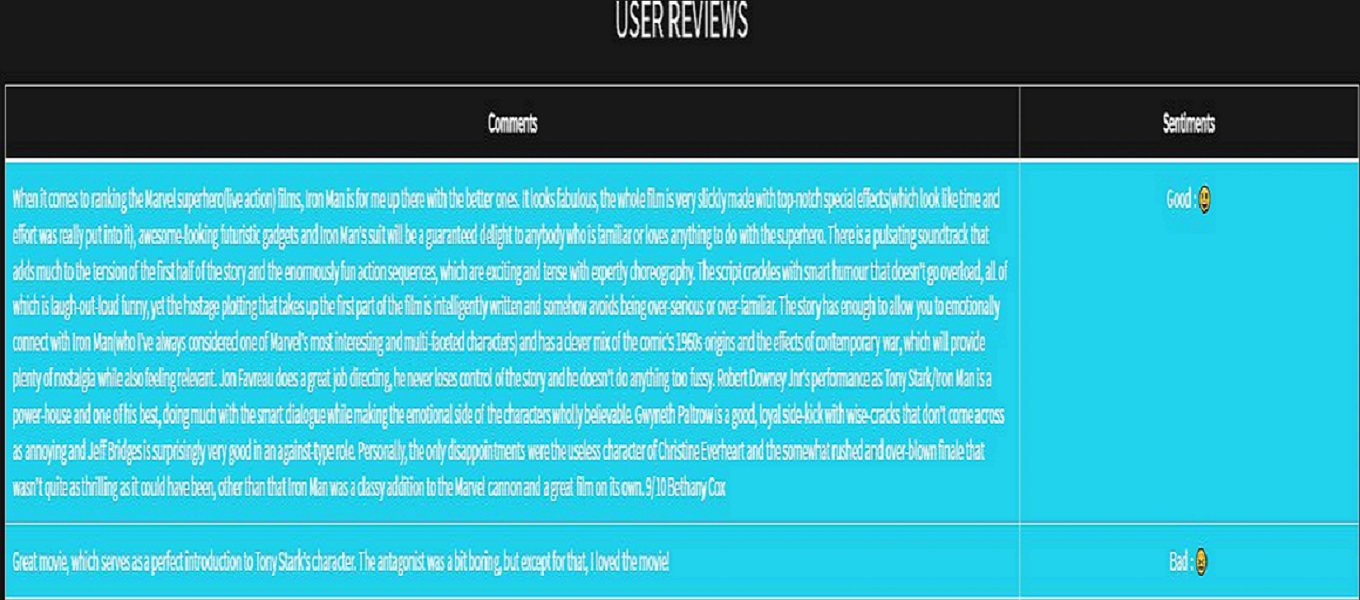 USER REVIEWS
Comments
Sentiments
When it comes to ranking the Marvel superhero(live action) films, Iron Man is for me up there with the better ones. It looks fabulous, the whole film is very slickly made with top-notch special effects(which look like time and
Good : 😀
effort was really put into it), awesome-looking futuristic gadgets and Iron Man's suit will be a guaranteed delight to anybody who is familiar or loves anything to do with the superhero. There is a pulsating soundtrack that
adds much to the tension of the first half of the story and the enormously fun action sequences, which are exciting and tense with expertly choreography. The script crackles with smart humour that doesn"t go overload, all of
which is laugh-out-loud funny, yet the hostage plotting that takes up the first part of the film is intelligently written and somehow avoids being over-serious or over-familiar. The story has enough to allow you to emotionally
connect with Iron Man(who I've always considered one of Marvel's most interesting and multi-faceted characters) and has a clever mix of the comic's 1960s origins and the effects of contemporary war, which will provide
plenty of nostalgia while also feeling relevant. Jon Favreau does a great job directing, he never loses control of the story and he doesn"t do anything too fussy. Robert Downey Jnr's performance as Tony Stark/Iron Man is a
power-house and one of his best, doing much with the smart dialogue while making the emotional side of the characters wholly believable. Gwyneth Paltrow is a good, loyal side-kick with wise-cracks that don"t come across
as annoying and Jeff Bridges is surprisingly very good in an against-type role. Personally, the only disappointments were the useless character of Christine Everheart and the somewhat rushed and over-blown finale that
wasn"t quite as thrilling as it could have been, other than that Iron Man was a classy addition to the Marvel cannon and a great film on its own. 9/10 Bethany Cox
Great movie, which serves as a perfect introduction to Tony Stark's character. The antagonist was a bit boring, but except for that, I loved the movie!
Bad : 😐